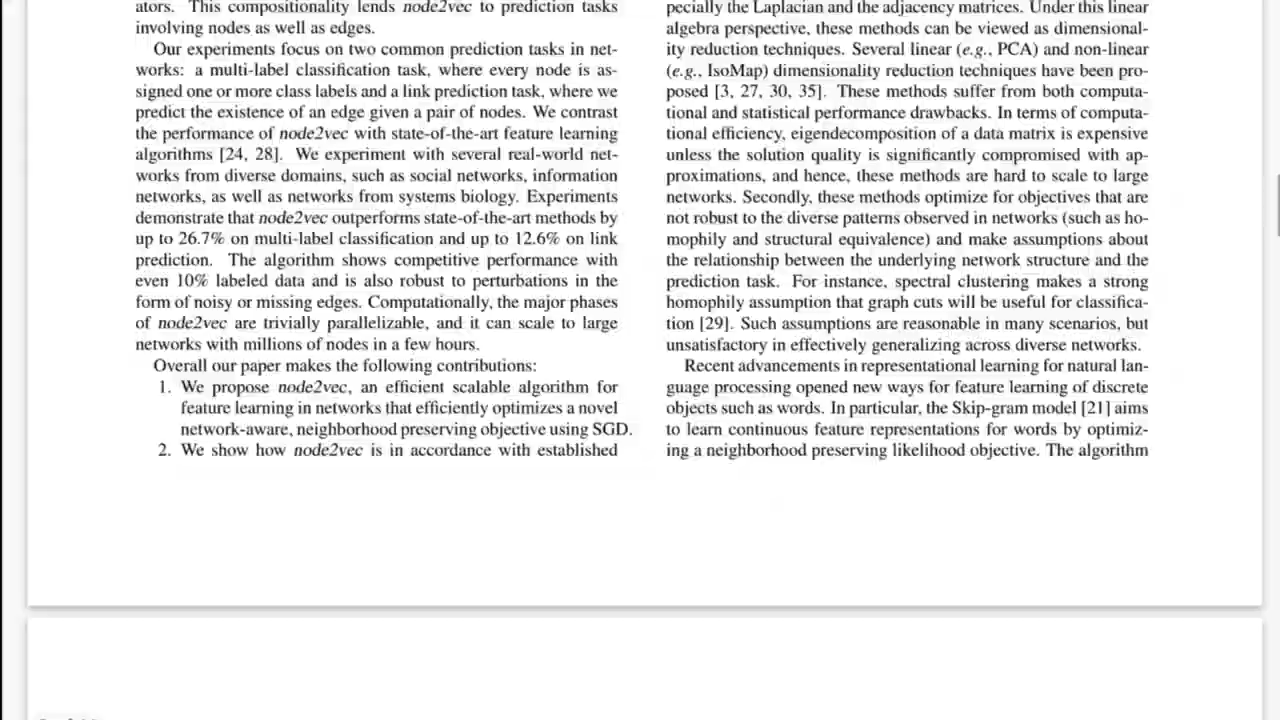 ators. This compositionality lends node2vec to prediction tasks
involving nodes as well as edges.
Our experiments focus on two common prediction tasks in net-
works: a multi-label classification task, where every node is as-
signed one or more class labels and a link prediction task, where we
predict the existence of an edge given a pair of nodes. We contrast
the performance of node2vec with state-of-the-art feature learning
algorithms [24, 28]. We experiment with several real-world net-
works from diverse domains, such as social networks, information
networks, as well as networks from systems biology. Experiments
demonstrate that node2vec outperforms state-of-the-art methods by
up to 26.7% on multi-label classification and up to 12.6% on link
prediction. The algorithm shows competitive performance with
even 10% labeled data and is also robust to perturbations in the
form of noisy or missing edges. Computationally, the major phases
of node2vec are trivially parallelizable, and it can scale to large
networks with millions of nodes in a few hours.
Overall our paper makes the following contributions:
1. We propose node2vec, an efficient scalable algorithm for
feature learning in networks that efficiently optimizes a novel
network-aware, neighborhood preserving objective using SGD.
2. We show how node2vec is in accordance with established
pecially the Laplacian and the adjacency matrices. Under this linear
algebra perspective, these methods can be viewed as dimensional-
ity reduction techniques. Several linear (e.g., PCA) and non-linear
(e.g., IsoMap) dimensionality reduction techniques have been pro-
posed [3, 27, 30, 35]. These methods suffer from both computa-
tional and statistical performance drawbacks. In terms of computa-
tional efficiency, eigendecomposition of a data matrix is expensive
unless the solution quality is significantly compromised with ap-
proximations, and hence, these methods are hard to scale to large
networks. Secondly, these methods optimize for objectives that are
not robust to the diverse patterns observed in networks (such as ho-
mophily and structural equivalence) and make assumptions about
the relationship between the underlying network structure and the
prediction task. For instance, spectral clustering makes a strong
homophily assumption that graph cuts will be useful for classifica-
tion [29]. Such assumptions are reasonable in many scenarios, but
unsatisfactory in effectively generalizing across diverse networks.
Recent advancements in representational learning for natural lan-
guage processing opened new ways for feature learning of discrete
objects such as words. In particular, the Skip-gram model [21] aims
to learn continuous feature representations for words by optimiz-
ing a neighborhood preserving likelihood objective. The algorithm